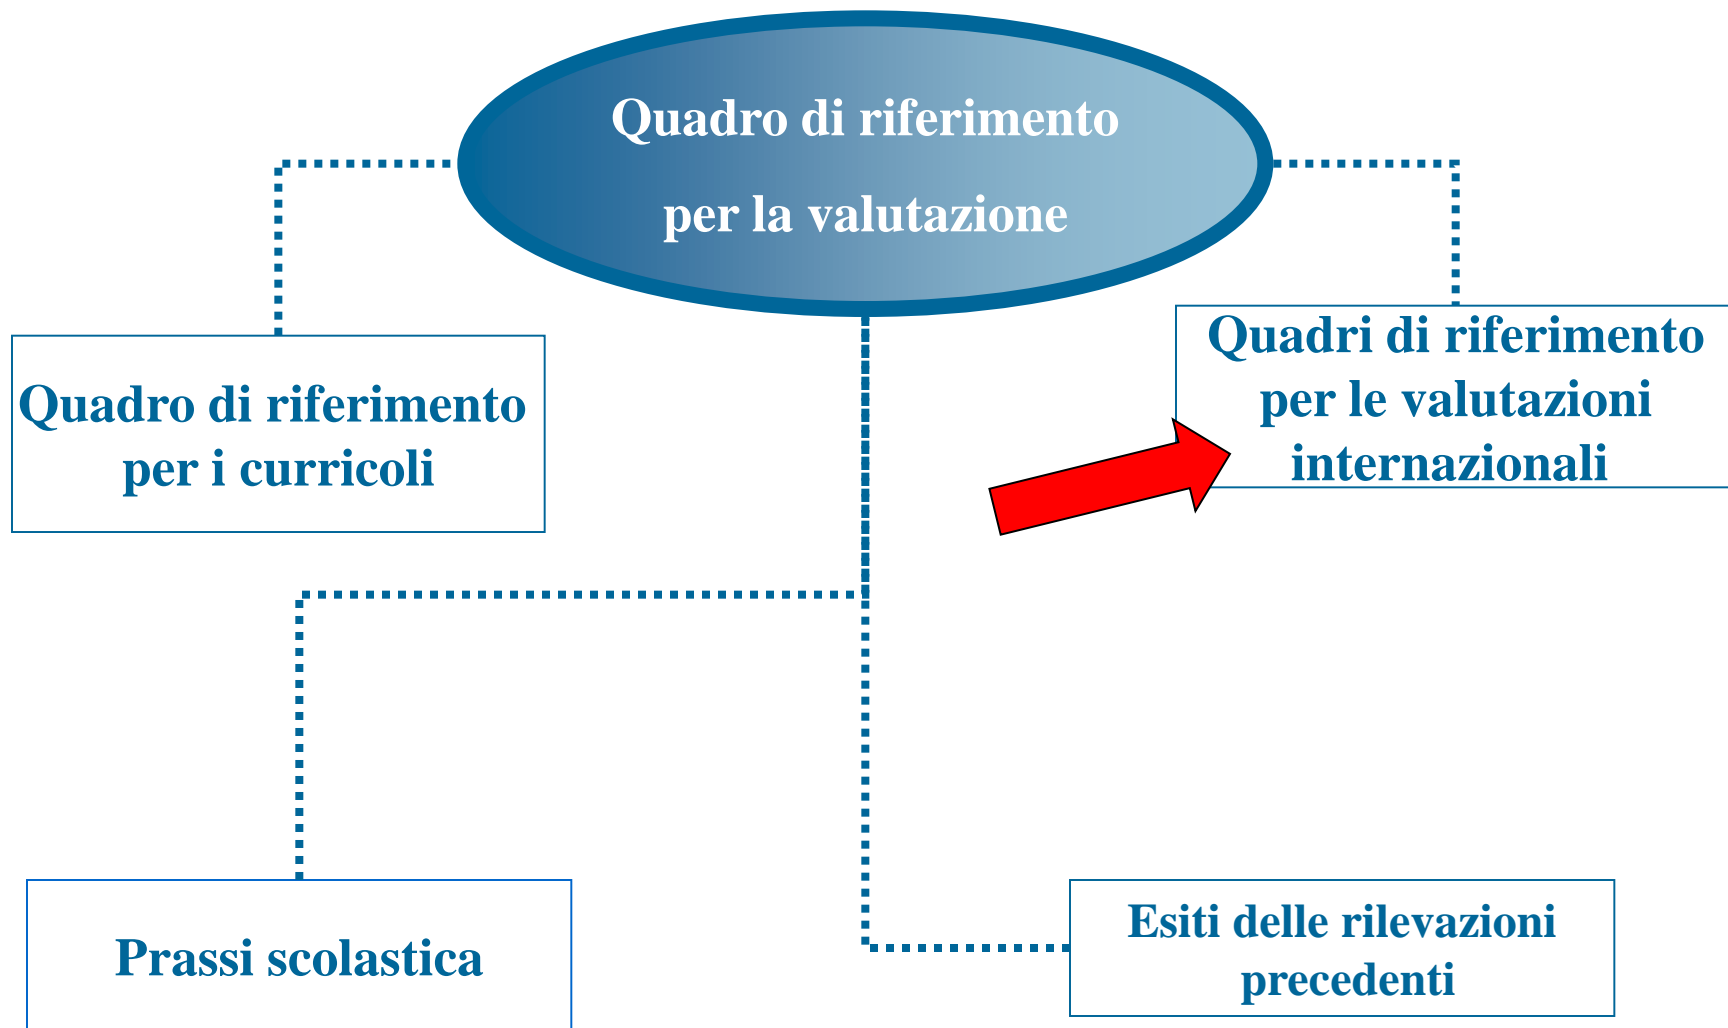 Quadro di riferimento
per la valutazione
Quadro di riferimento
per i curricoli
Quadri di riferimento
per le valutazioni
internazionali
Prassi scolastica
Esiti delle rilevazioni
precedenti